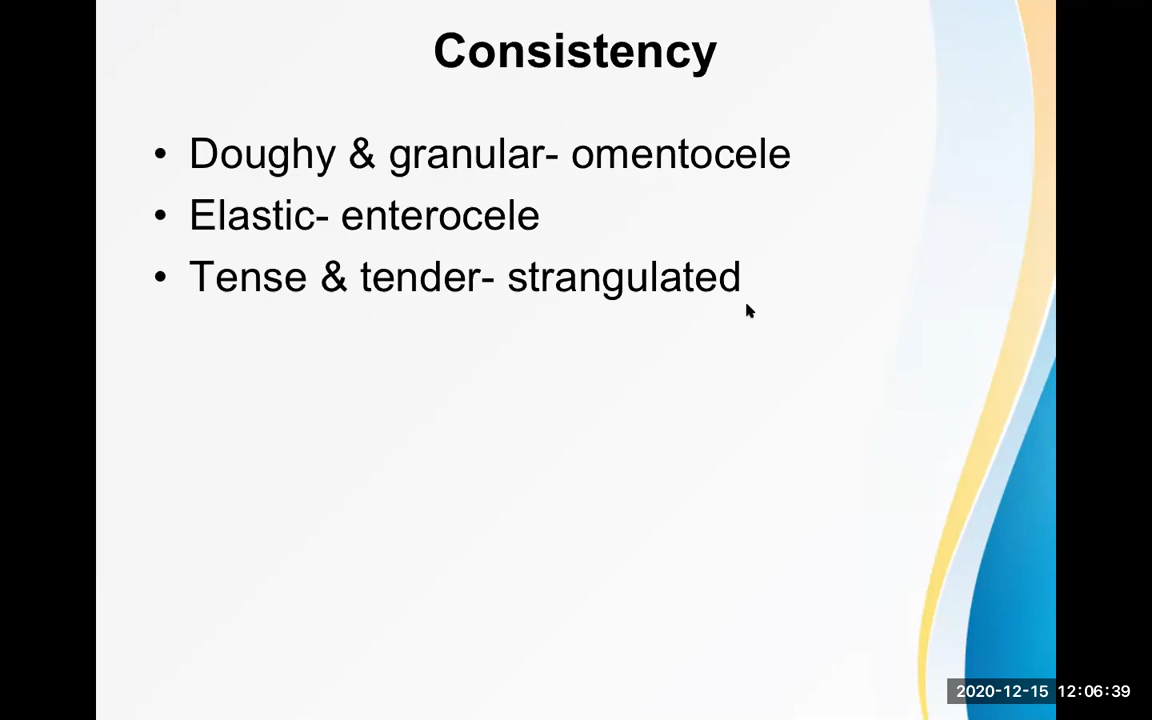 Consistency
• Doughy & granular- omentocele
• Elastic- enterocele
• Tense & tender- strangulated
2020-12-15 12:06:39